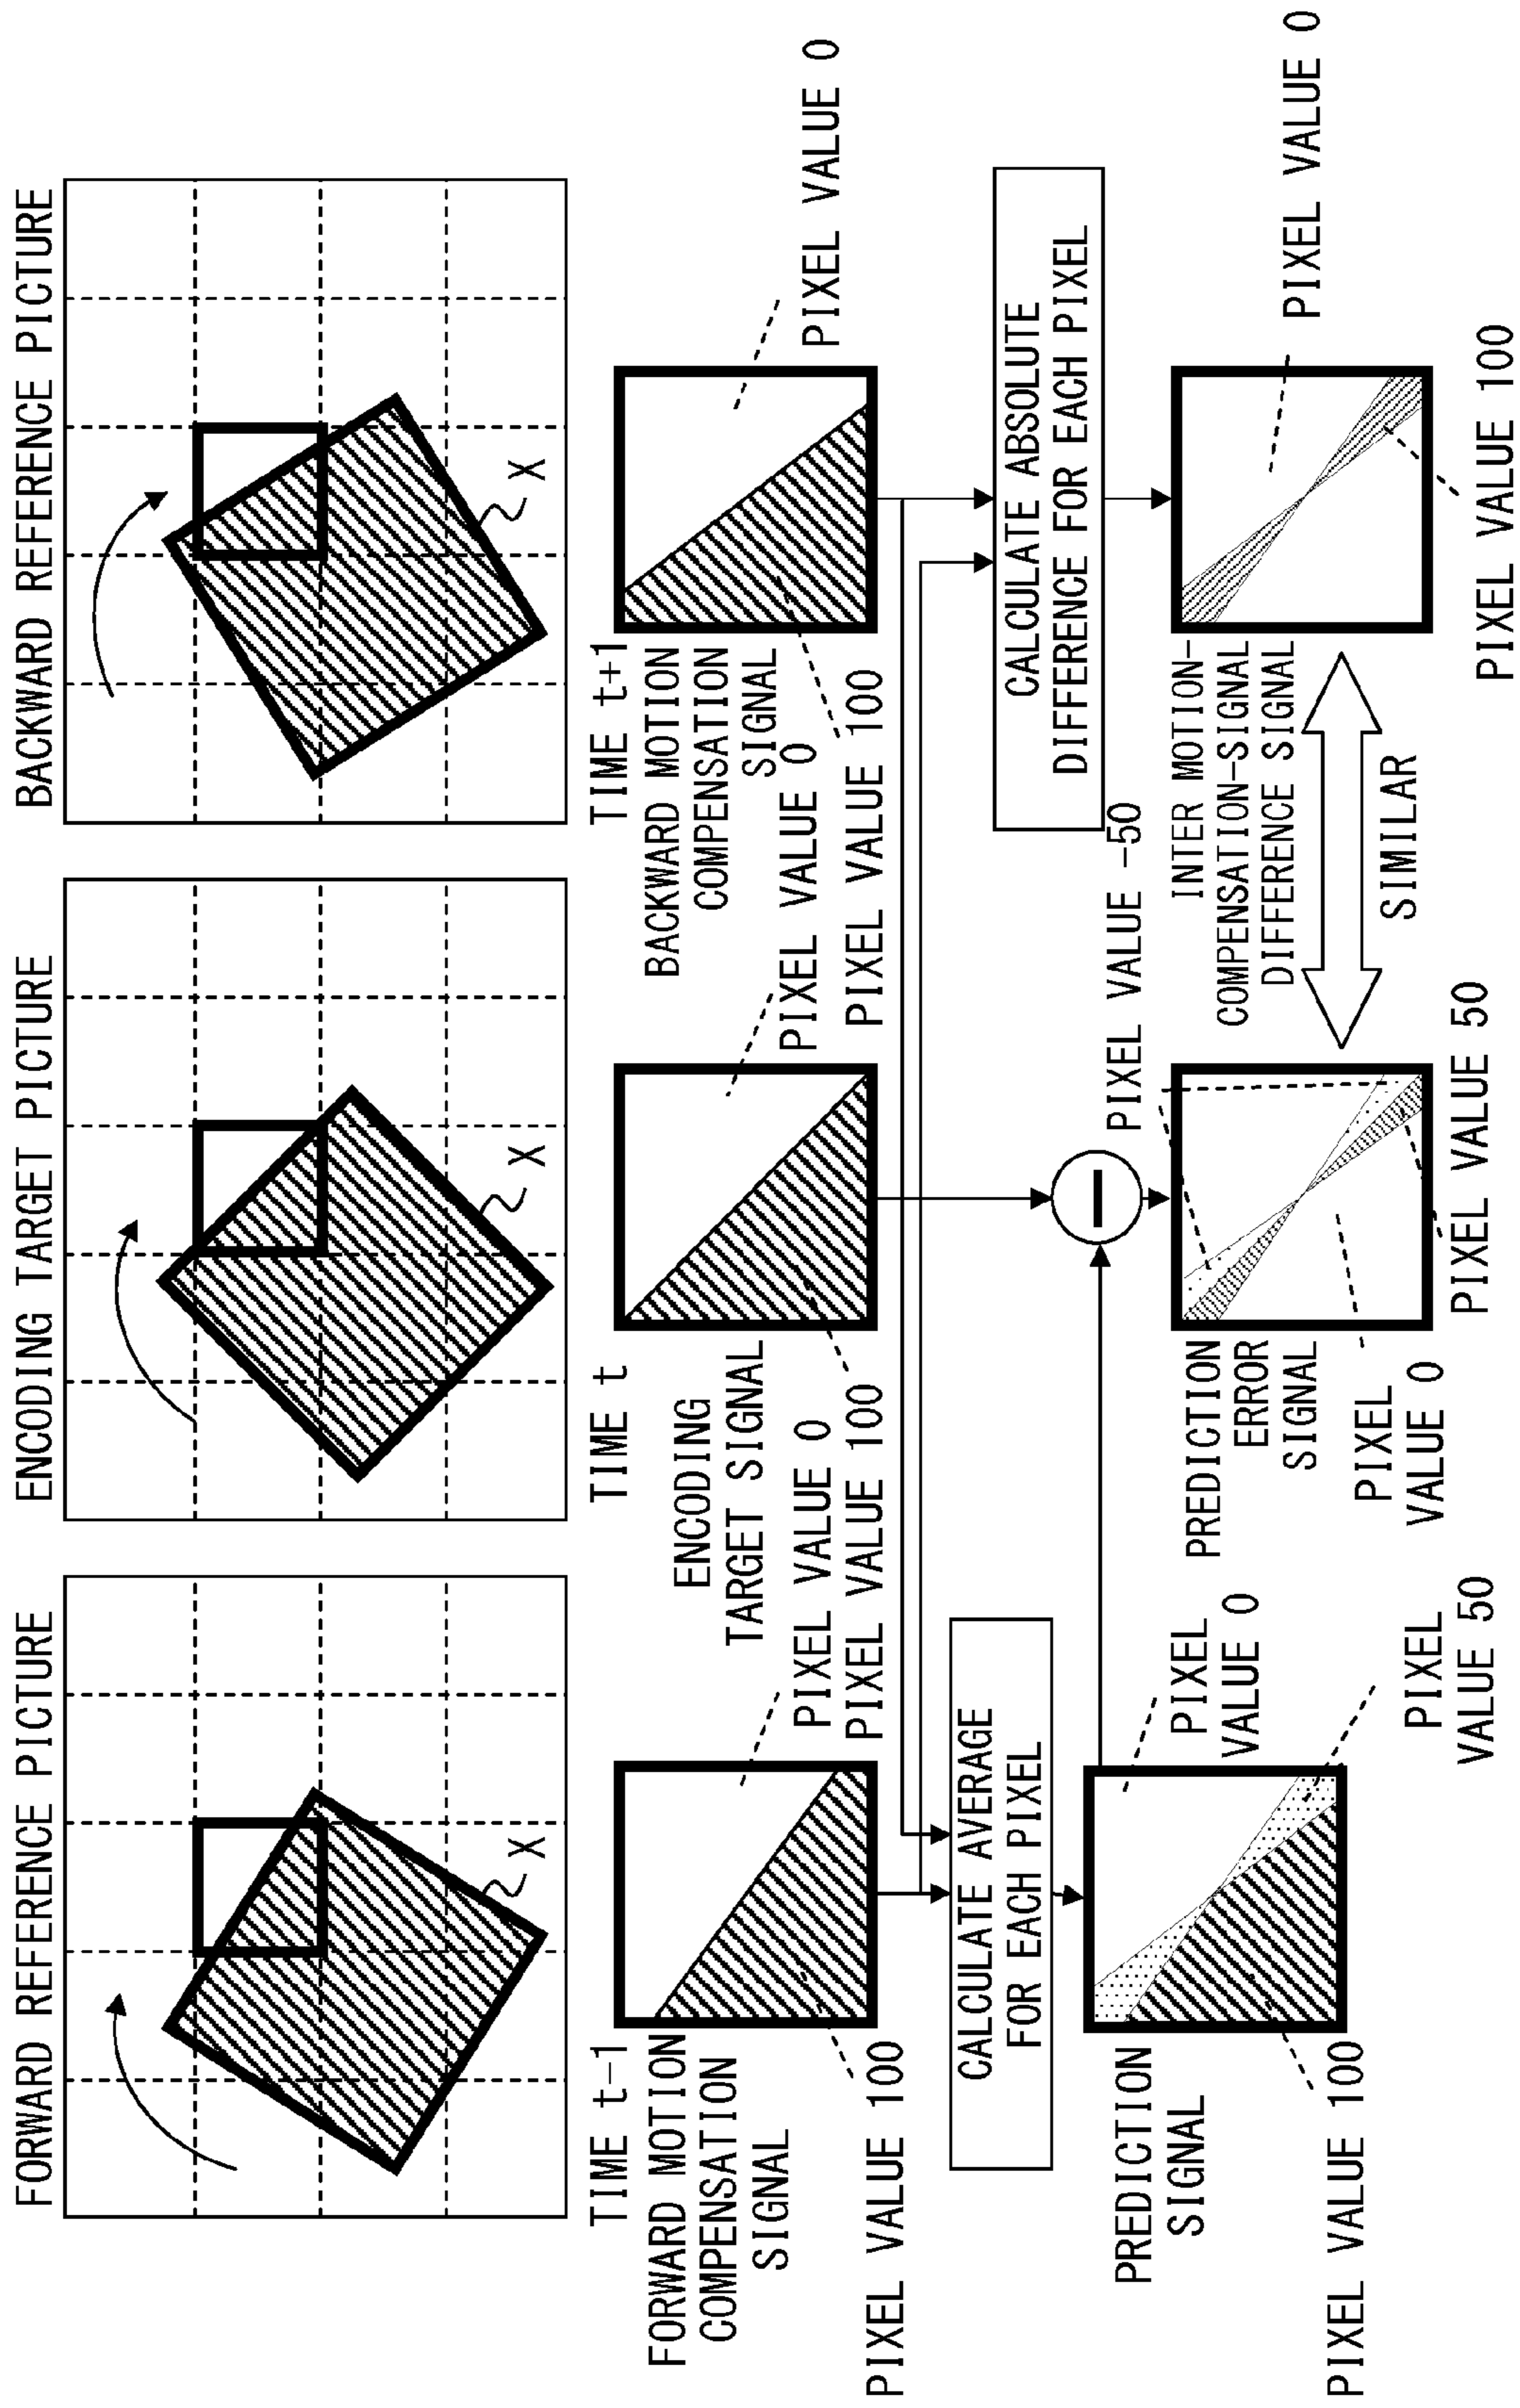 FORWARD REFERENCE PICTURE
ENCODING TARGET PICTURE
BACKWARD REFERENCE PICTURE
X
X
X
TIME t-1
TIME t
TIME t+1
FORWARD MOTION
COMPENSATION
SIGNAL
PIXEL VALUE 100
PIXEL VALUE 0
ENCODING
TARGET SIGNAL
PIXEL VALUE 100
PIXEL VALUE 0
BACKWARD MOTION
COMPENSATION
SIGNAL
PIXEL VALUE 100
PIXEL VALUE 0
CALCULATE AVERAGE
FOR EACH PIXEL
CALCULATE ABSOLUTE
DIFFERENCE FOR EACH PIXEL
PREDICTION
SIGNAL
PIXEL VALUE 100
PIXEL
VALUE 0
PIXEL
VALUE 50
PIXEL VALUE -50
PREDICTION
ERROR
SIGNAL
PIXEL
VALUE 0
PIXEL VALUE 50
INTER MOTION-
COMPENSATION-SIGNAL
DIFFERENCE SIGNAL
SIMILAR
PIXEL VALUE 0
PIXEL VALUE 100